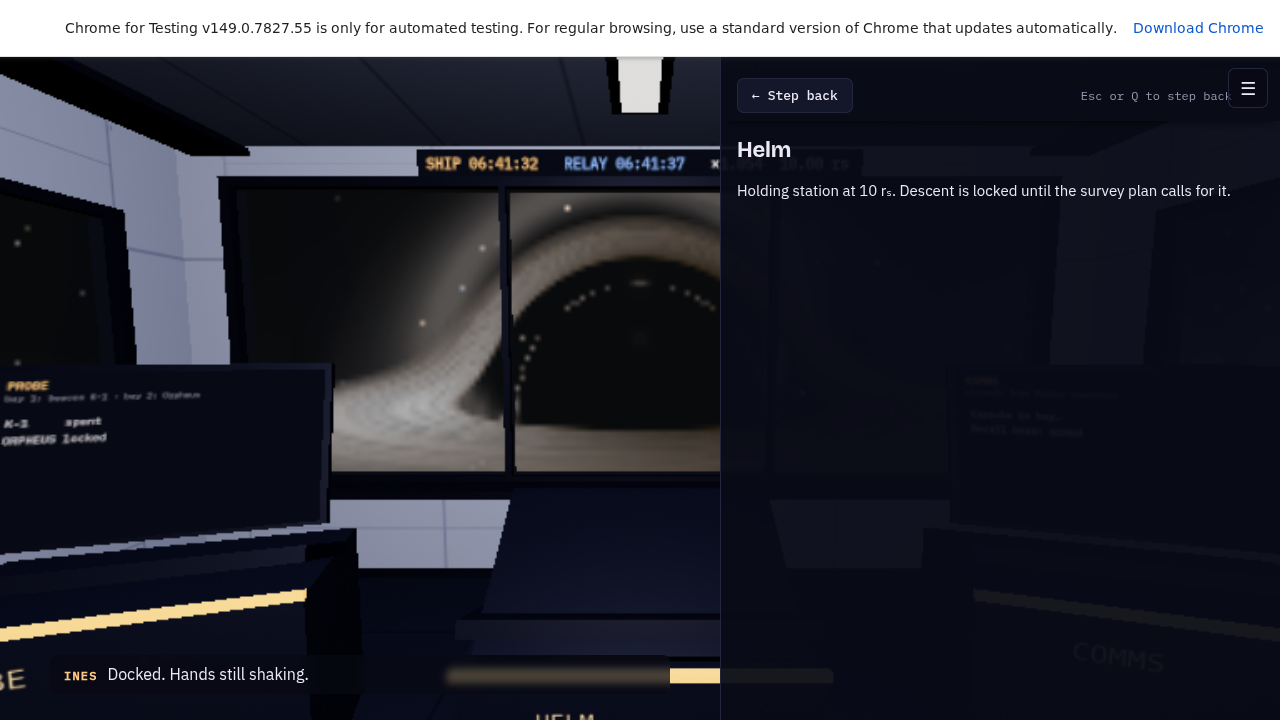 Chrome for Testing v149.0.7827.55 is only for automated testing. For regular browsing, use a standard version of Chrome that updates automatically. Download Chrome
← Step back
Esc or Q to step back
☰
Helm
SHIP 06:41:32 RELAY 06:41:37
10.00 rs
Holding station at 10 rₛ. Descent is locked until the survey plan calls for it.
PROBE
K-3 spent
ORPHEUS locked
INES Docked. Hands still shaking.
COMMS
HELM